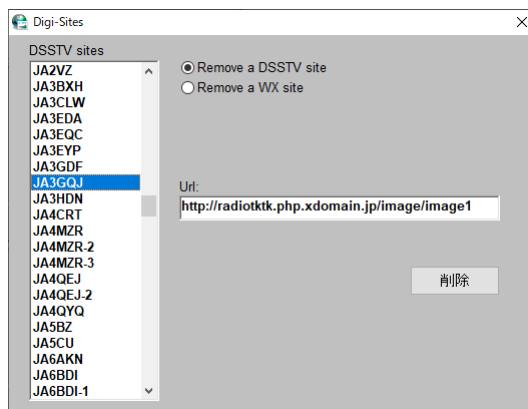 Digi-Sites
DSSTV sites
JA2VZ
JA3BXH
JA3CLW
JA3EDA
JA3EQC
JA3EYP
JA3GDF
JA3GQJ
JA3HDN
JA4CRT
JA4MZR
JA4MZR-2
JA4MZR-3
JA4QEJ
JA4QEJ-2
JA4QYQ
JA5BZ
JA5CU
JA6AKN
JA6BDI
JA6BDI-1
Remove a DSSTV site
Remove a WX site
Url:
http://radiotktk.php.xdomain.jp/image/image1
削除